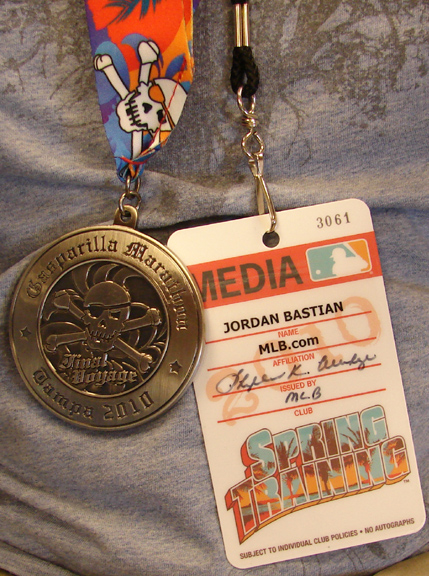 Gasparilla Marathon
Final
Voyage
Tampa 2010
3061
MEDIA
JORDAN BASTIAN
NAME
MLB.com
AFFILIATION
ISSUED BY
MLB
CLUB
2010
SPRING
TRAINING
SUBJECT TO INDIVIDUAL CLUB POLICIES • NO AUTOGRAPHS